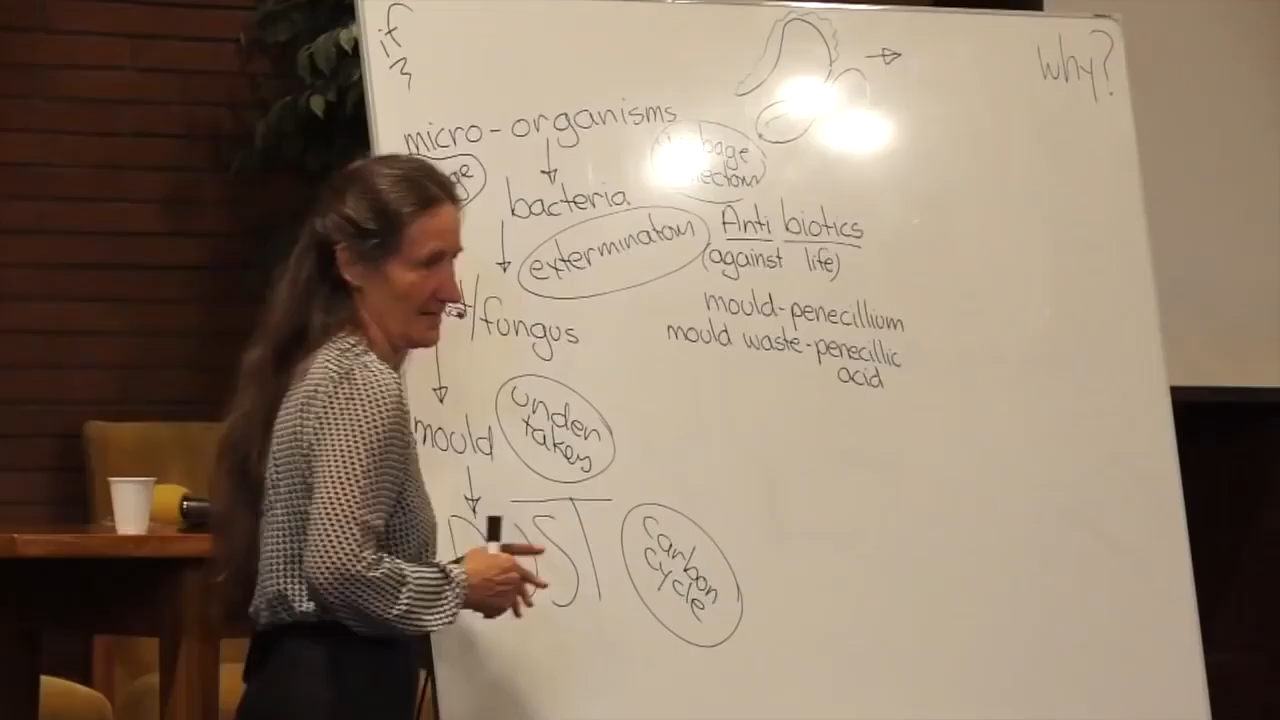 if
3
why?
micro-organisms
bacteria
exterminators
Anti biotics
(against life)
/fungus
mould-penecillium
mould waste-penecillic
acid
mould
under
takers
carbon
cycle